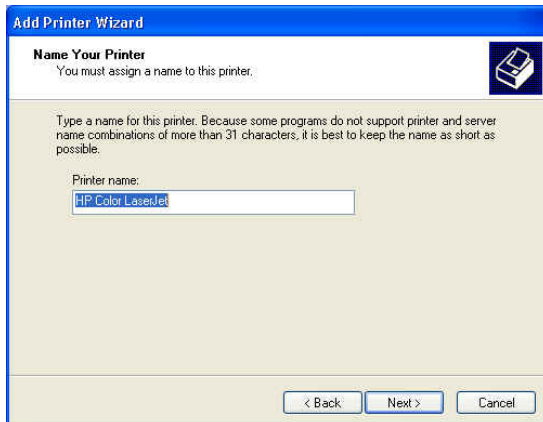 Add Printer Wizard
Name Your Printer
You must assign a name to this printer.
Type a name for this printer. Because some programs do not support printer and server
name combinations of more than 31 characters, it is best to keep the name as short as
possible.
Printer name:
HP Color LaserJet
< Back
Next >
Cancel